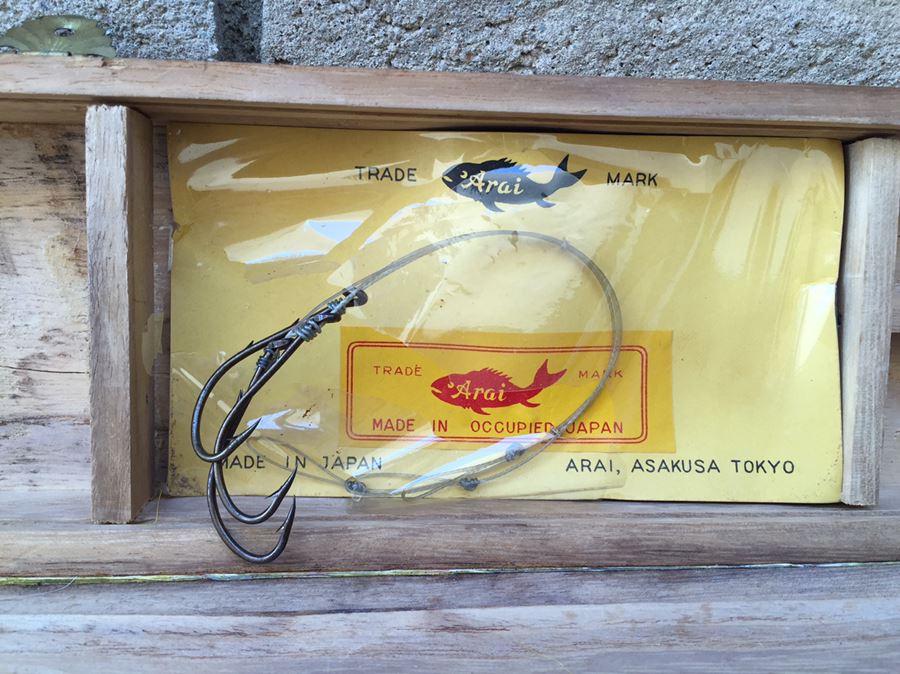 TRADE Arai MARK
TRADE Arai MARK
MADE IN OCCUPIED JAPAN
MADE IN JAPAN
ARAI, ASAKUSA TOKYO